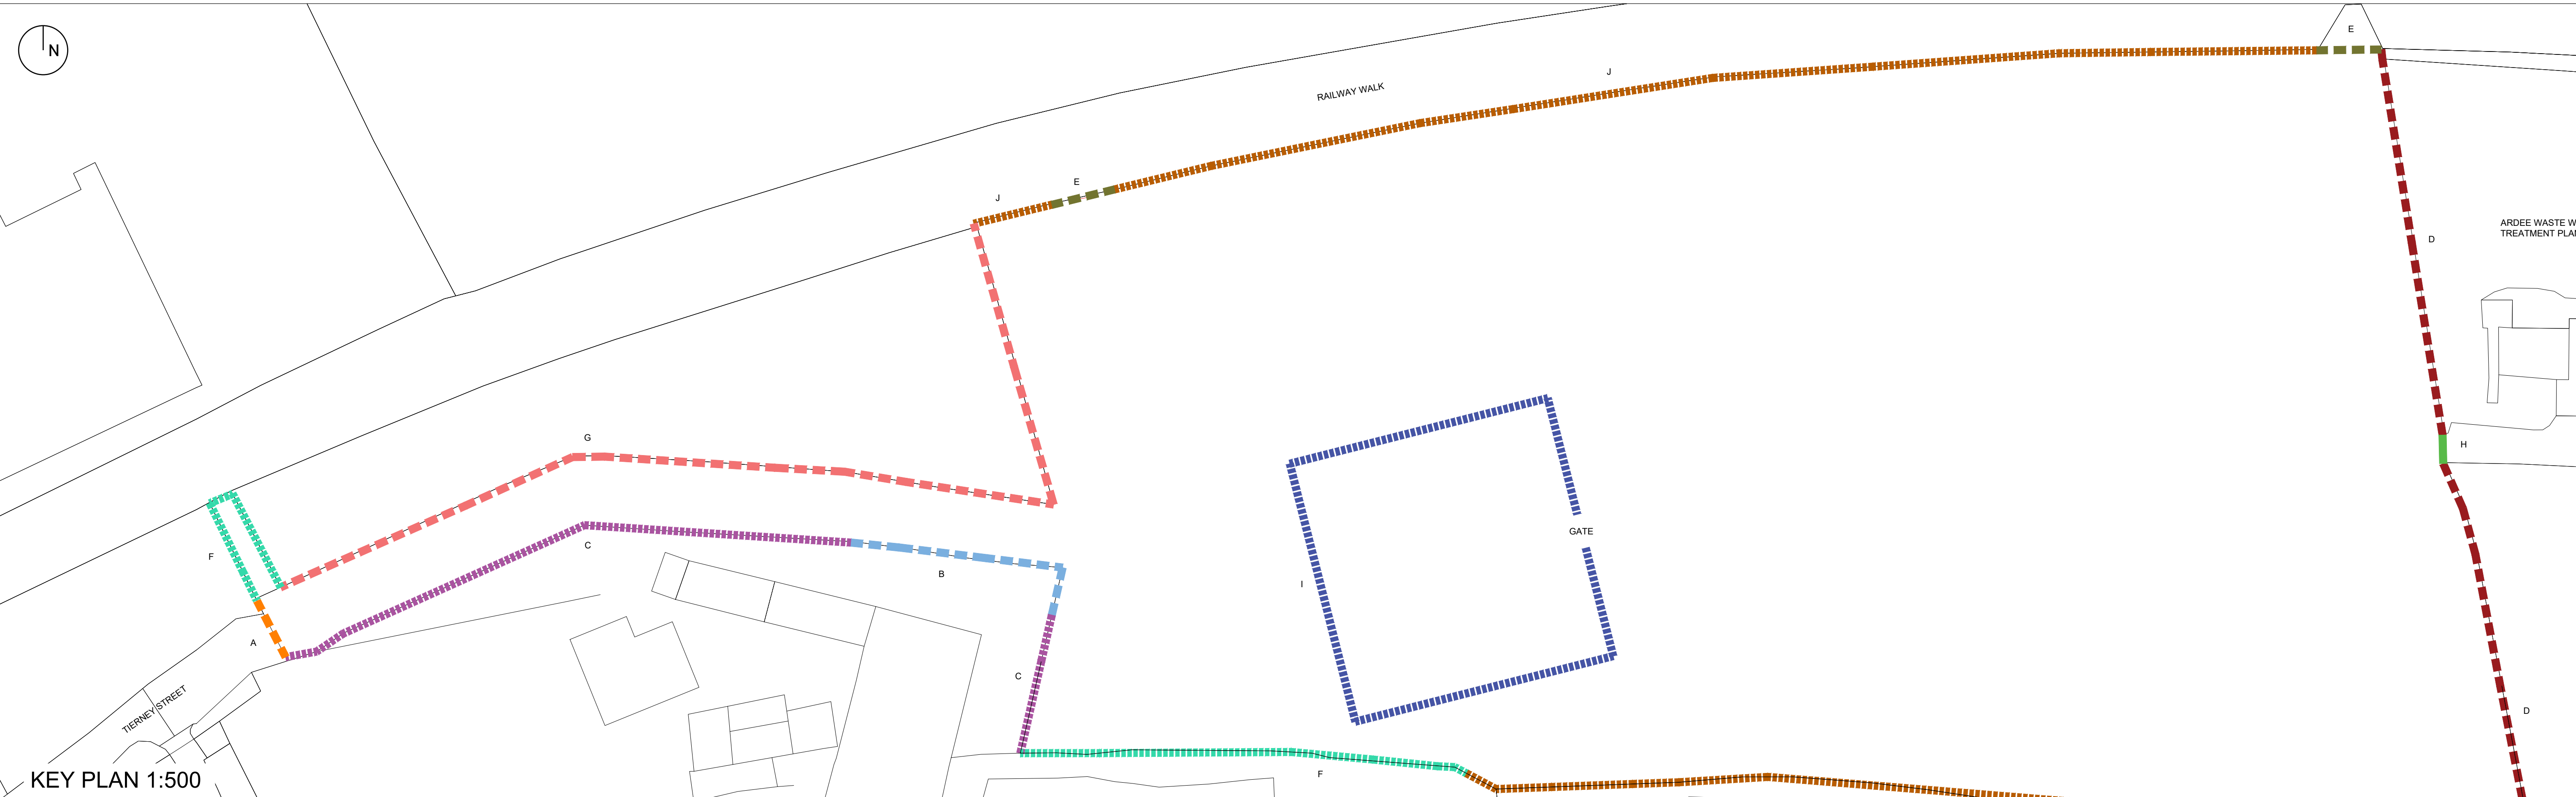 N
E
J
RAILWAY WALK
E
J
ARDEE WASTE W
TREATMENT PLA
D
G
H
GATE
F
C
B
I
A
C
TIERNEY STREET
D
F
KEY PLAN 1:500